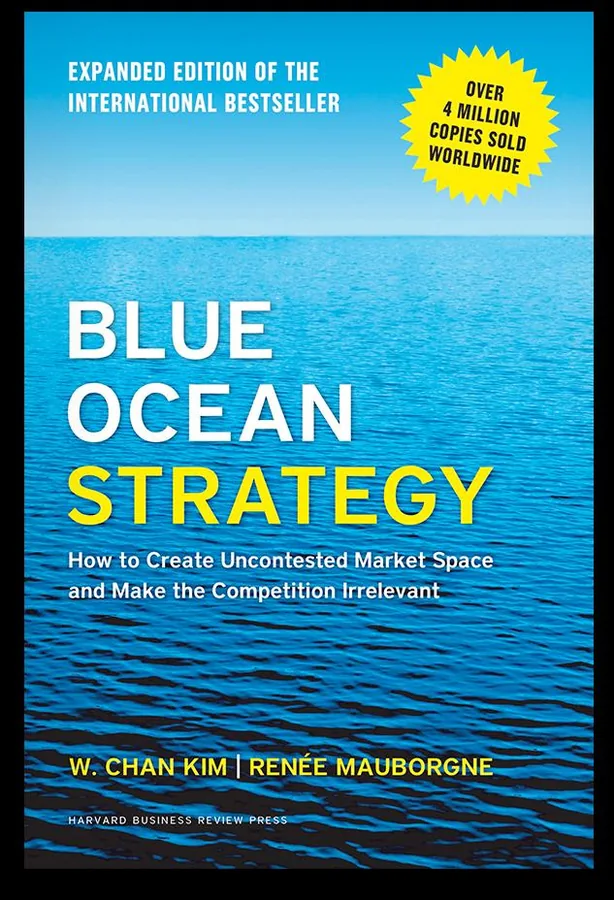 EXPANDED EDITION OF THE
INTERNATIONAL BESTSELLER
OVER
4 MILLION
COPIES SOLD
WORLDWIDE
BLUE
OCEAN
STRATEGY
How to Create Uncontested Market Space
and Make the Competition Irrelevant
W. CHAN KIM | RENÉE MAUBORGNE
HARVARD BUSINESS REVIEW PRESS